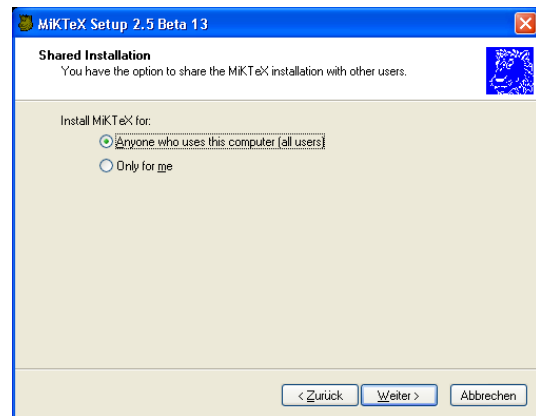 MiKTeX Setup 2.5 Beta 13
Shared Installation
You have the option to share the MiKTeX installation with other users.
Install MiKTeX for:
Anyone who uses this computer (all users)
Only for me
< Zurück
Weiter >
Abbrechen